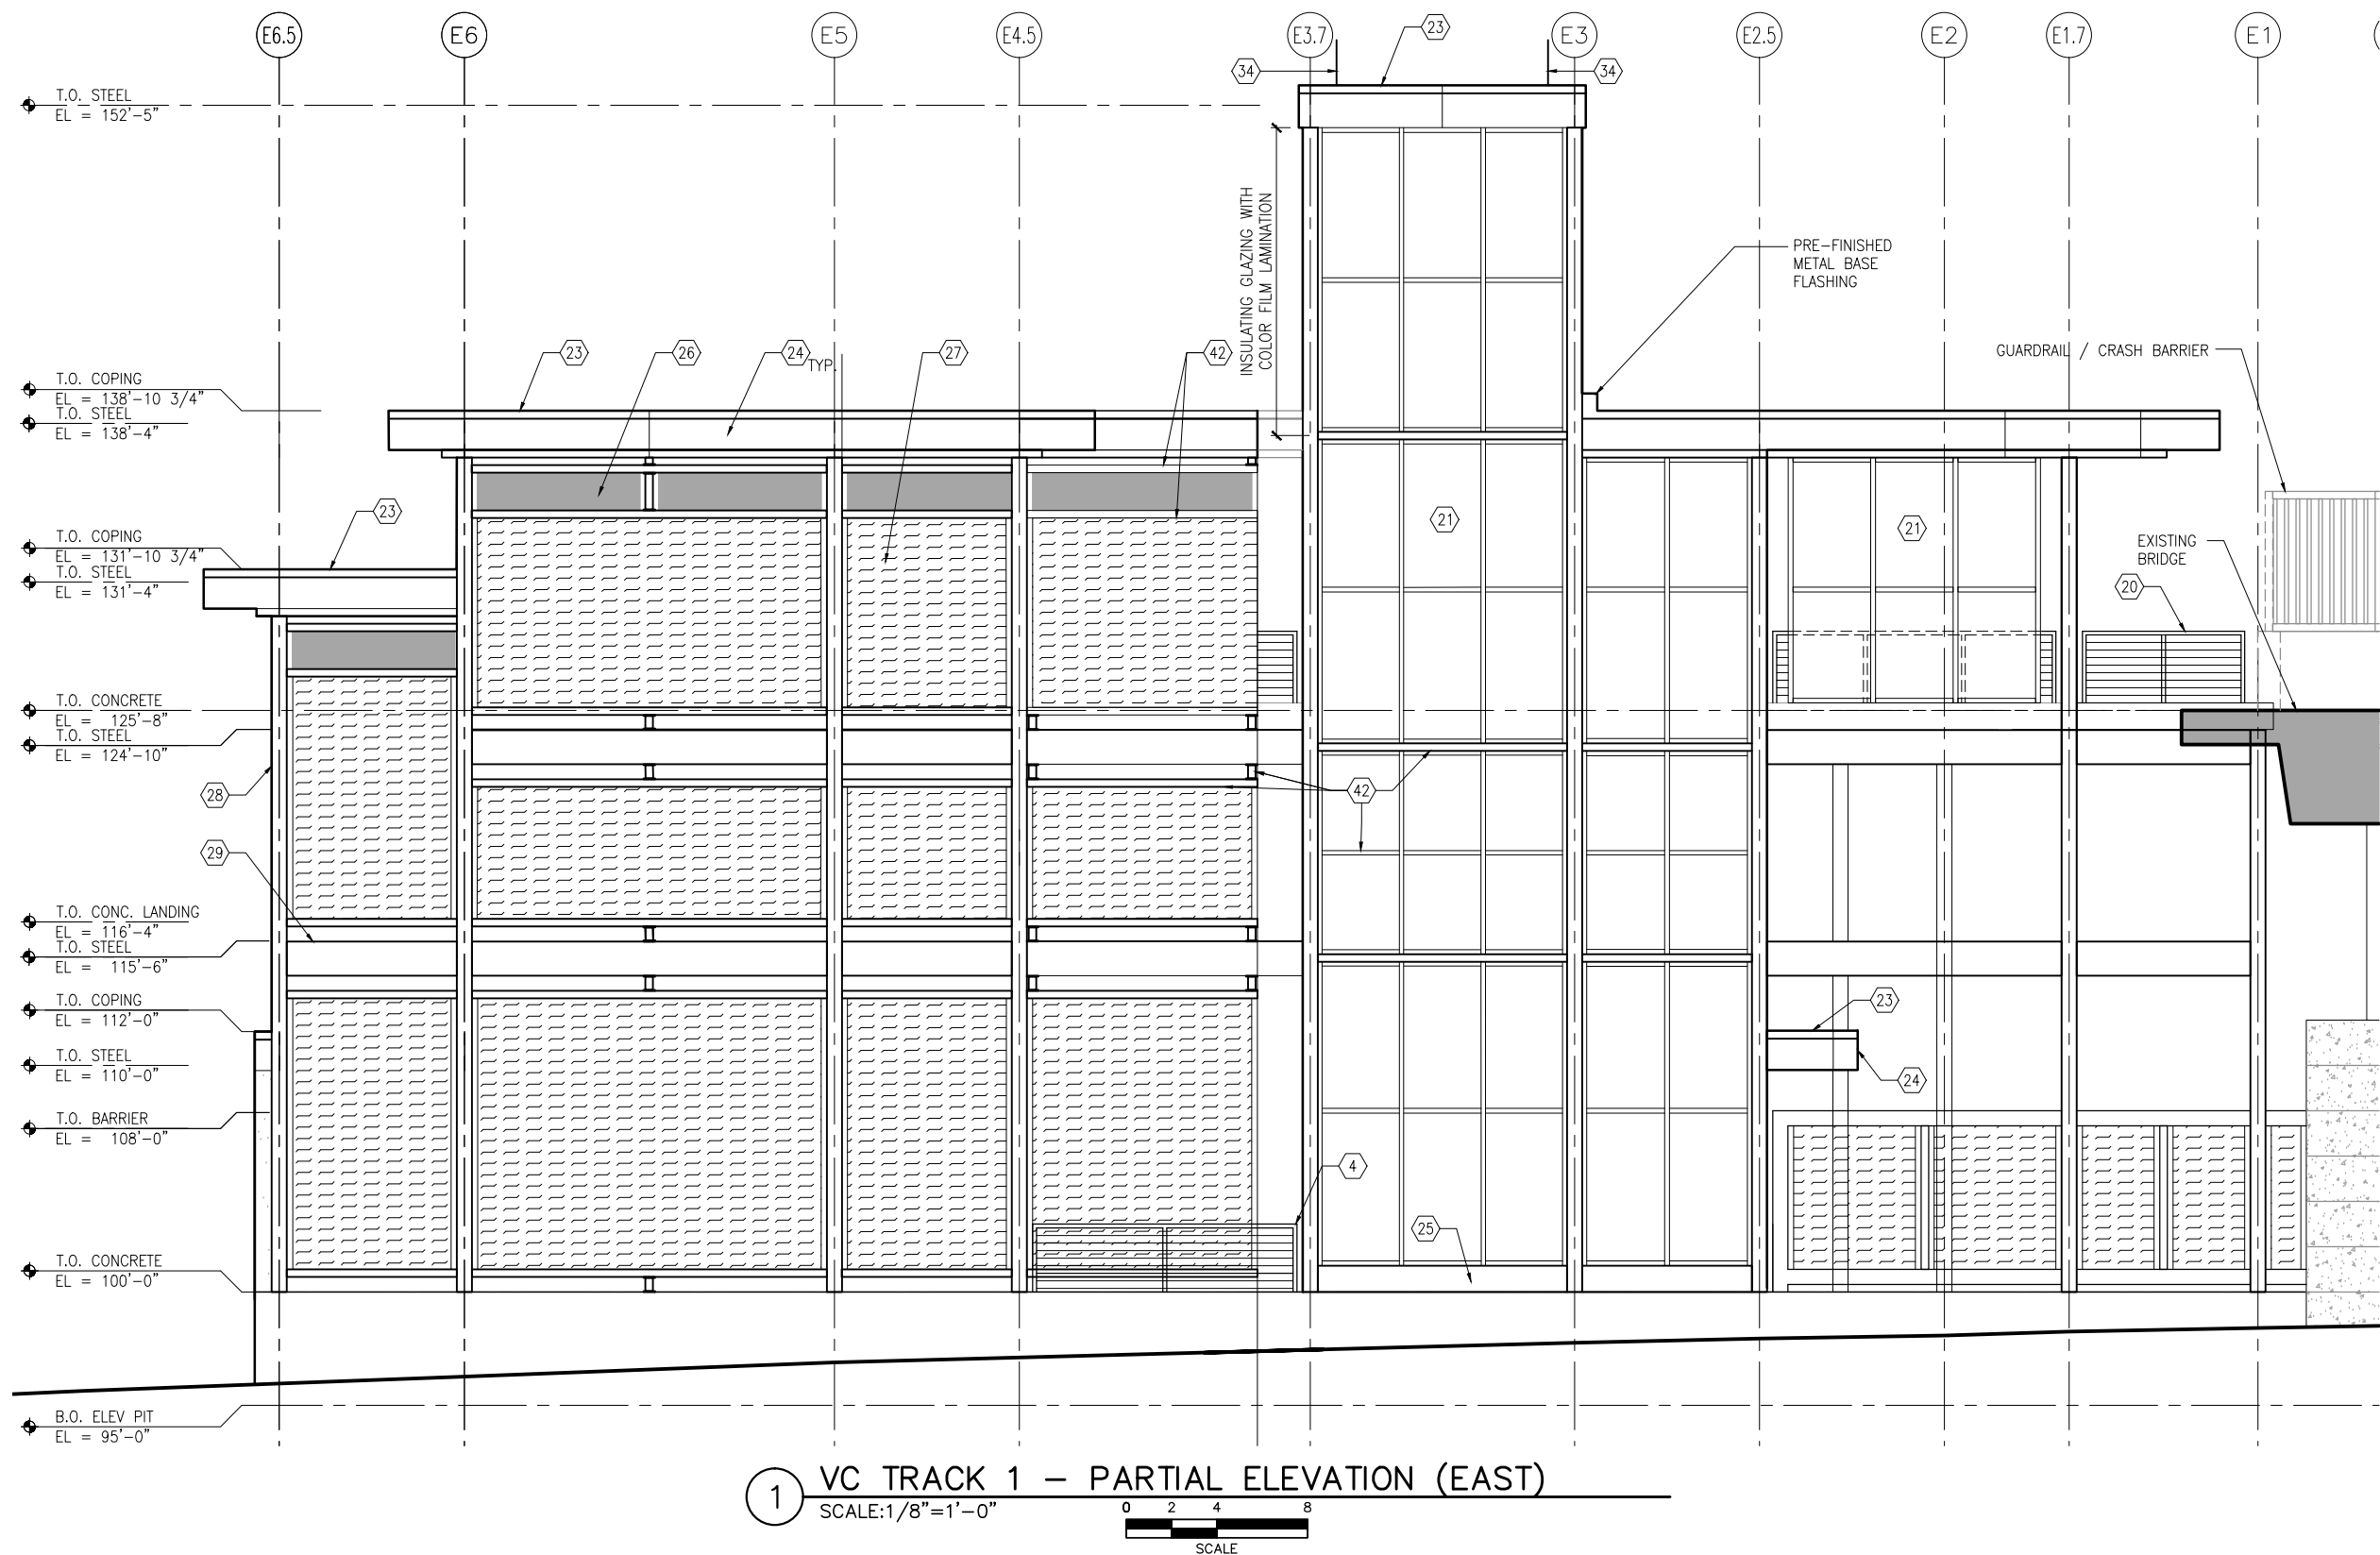 E6.5 E6 E5 E4.5 E3.7 E3 E2.5 E2 E1.7 E1
23
34 34
T.O. STEEL
EL = 152'-5"
INSULATING GLAZING WITH
COLOR FILM LAMINATION
PRE-FINISHED
METAL BASE
FLASHING
GUARDRAIL / CRASH BARRIER
23 26 24 TYP. 27 42
T.O. COPING
EL = 138'-10 3/4"
T.O. STEEL
EL = 138'-4"
23 21 21
EXISTING
BRIDGE
20
T.O. COPING
EL = 131'-10 3/4"
T.O. STEEL
EL = 131'-4"
T.O. CONCRETE
EL = 125'-8"
T.O. STEEL
EL = 124'-10"
28 42
29
T.O. CONC. LANDING
EL = 116'-4"
T.O. STEEL
EL = 115'-6"
T.O. COPING
EL = 112'-0"
23
T.O. STEEL
EL = 110'-0"
24
T.O. BARRIER
EL = 108'-0"
4
25
T.O. CONCRETE
EL = 100'-0"
B.O. ELEV PIT
EL = 95'-0"
1 VC TRACK 1 - PARTIAL ELEVATION (EAST)
SCALE:1/8"=1'-0"
0 2 4 8
SCALE